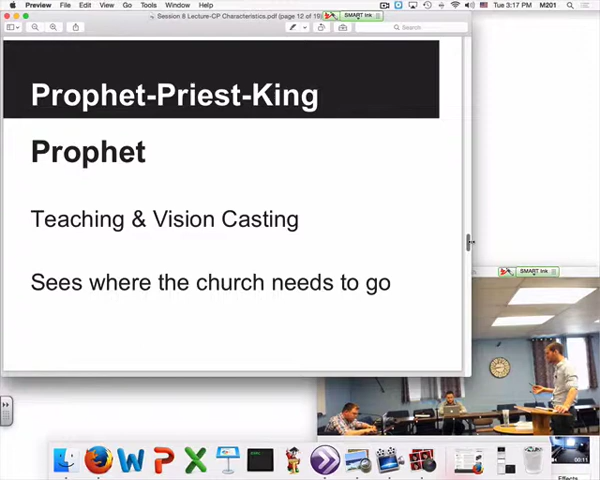 Preview File Edit View Go Tools Window Help
Tue 3:17 PM M201
Session 8 Lecture-CP Characteristics.pdf (page 12 of 19)
SMART Ink
Search
Prophet-Priest-King
Prophet
Teaching & Vision Casting
Sees where the church needs to go
SMART Ink